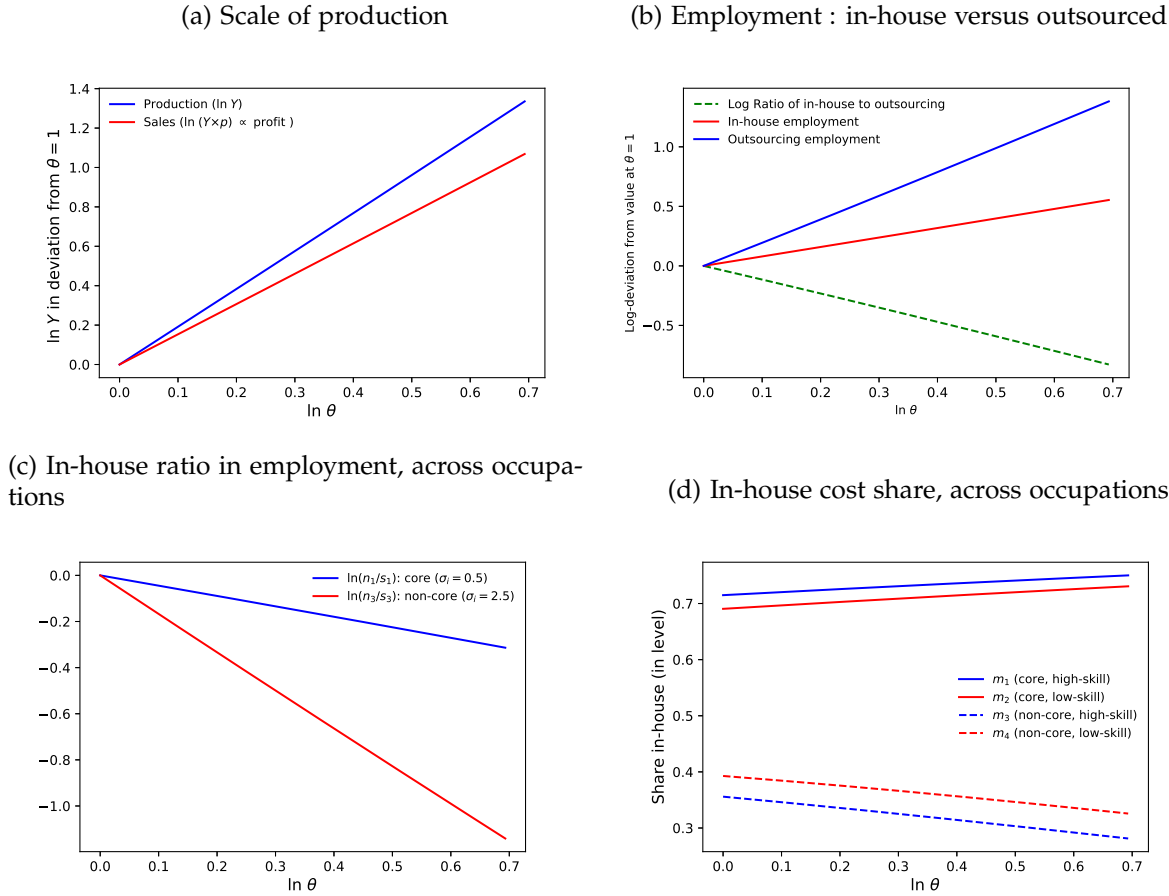 (a) Scale of production
1.4
1.2
1.0
0.8
0.6
0.4
0.2
0.0
ln Y in deviation from θ = 1
Production (ln Y)
Sales (ln (Y×p) ∝ profit )
0.0 0.1 0.2 0.3 0.4 0.5 0.6 0.7
ln θ
(b) Employment : in-house versus outsourced
1.0
0.5
0.0
−0.5
Log-deviation from value at θ = 1
Log Ratio of in-house to outsourcing
In-house employment
Outsourcing employment
0.0 0.1 0.2 0.3 0.4 0.5 0.6 0.7
ln θ
(c) In-house ratio in employment, across occupa-
tions
0.0
−0.2
−0.4
−0.6
−0.8
−1.0
ln(n₁/s₁): core (σᵢ = 0.5)
ln(n₃/s₃): non-core (σᵢ = 2.5)
0.0 0.1 0.2 0.3 0.4 0.5 0.6 0.7
ln θ
(d) In-house cost share, across occupations
0.7
0.6
0.5
0.4
0.3
Share in-house (in level)
m₁ (core, high-skill)
m₂ (core, low-skill)
m₃ (non-core, high-skill)
m₄ (non-core, low-skill)
0.0 0.1 0.2 0.3 0.4 0.5 0.6 0.7
ln θ